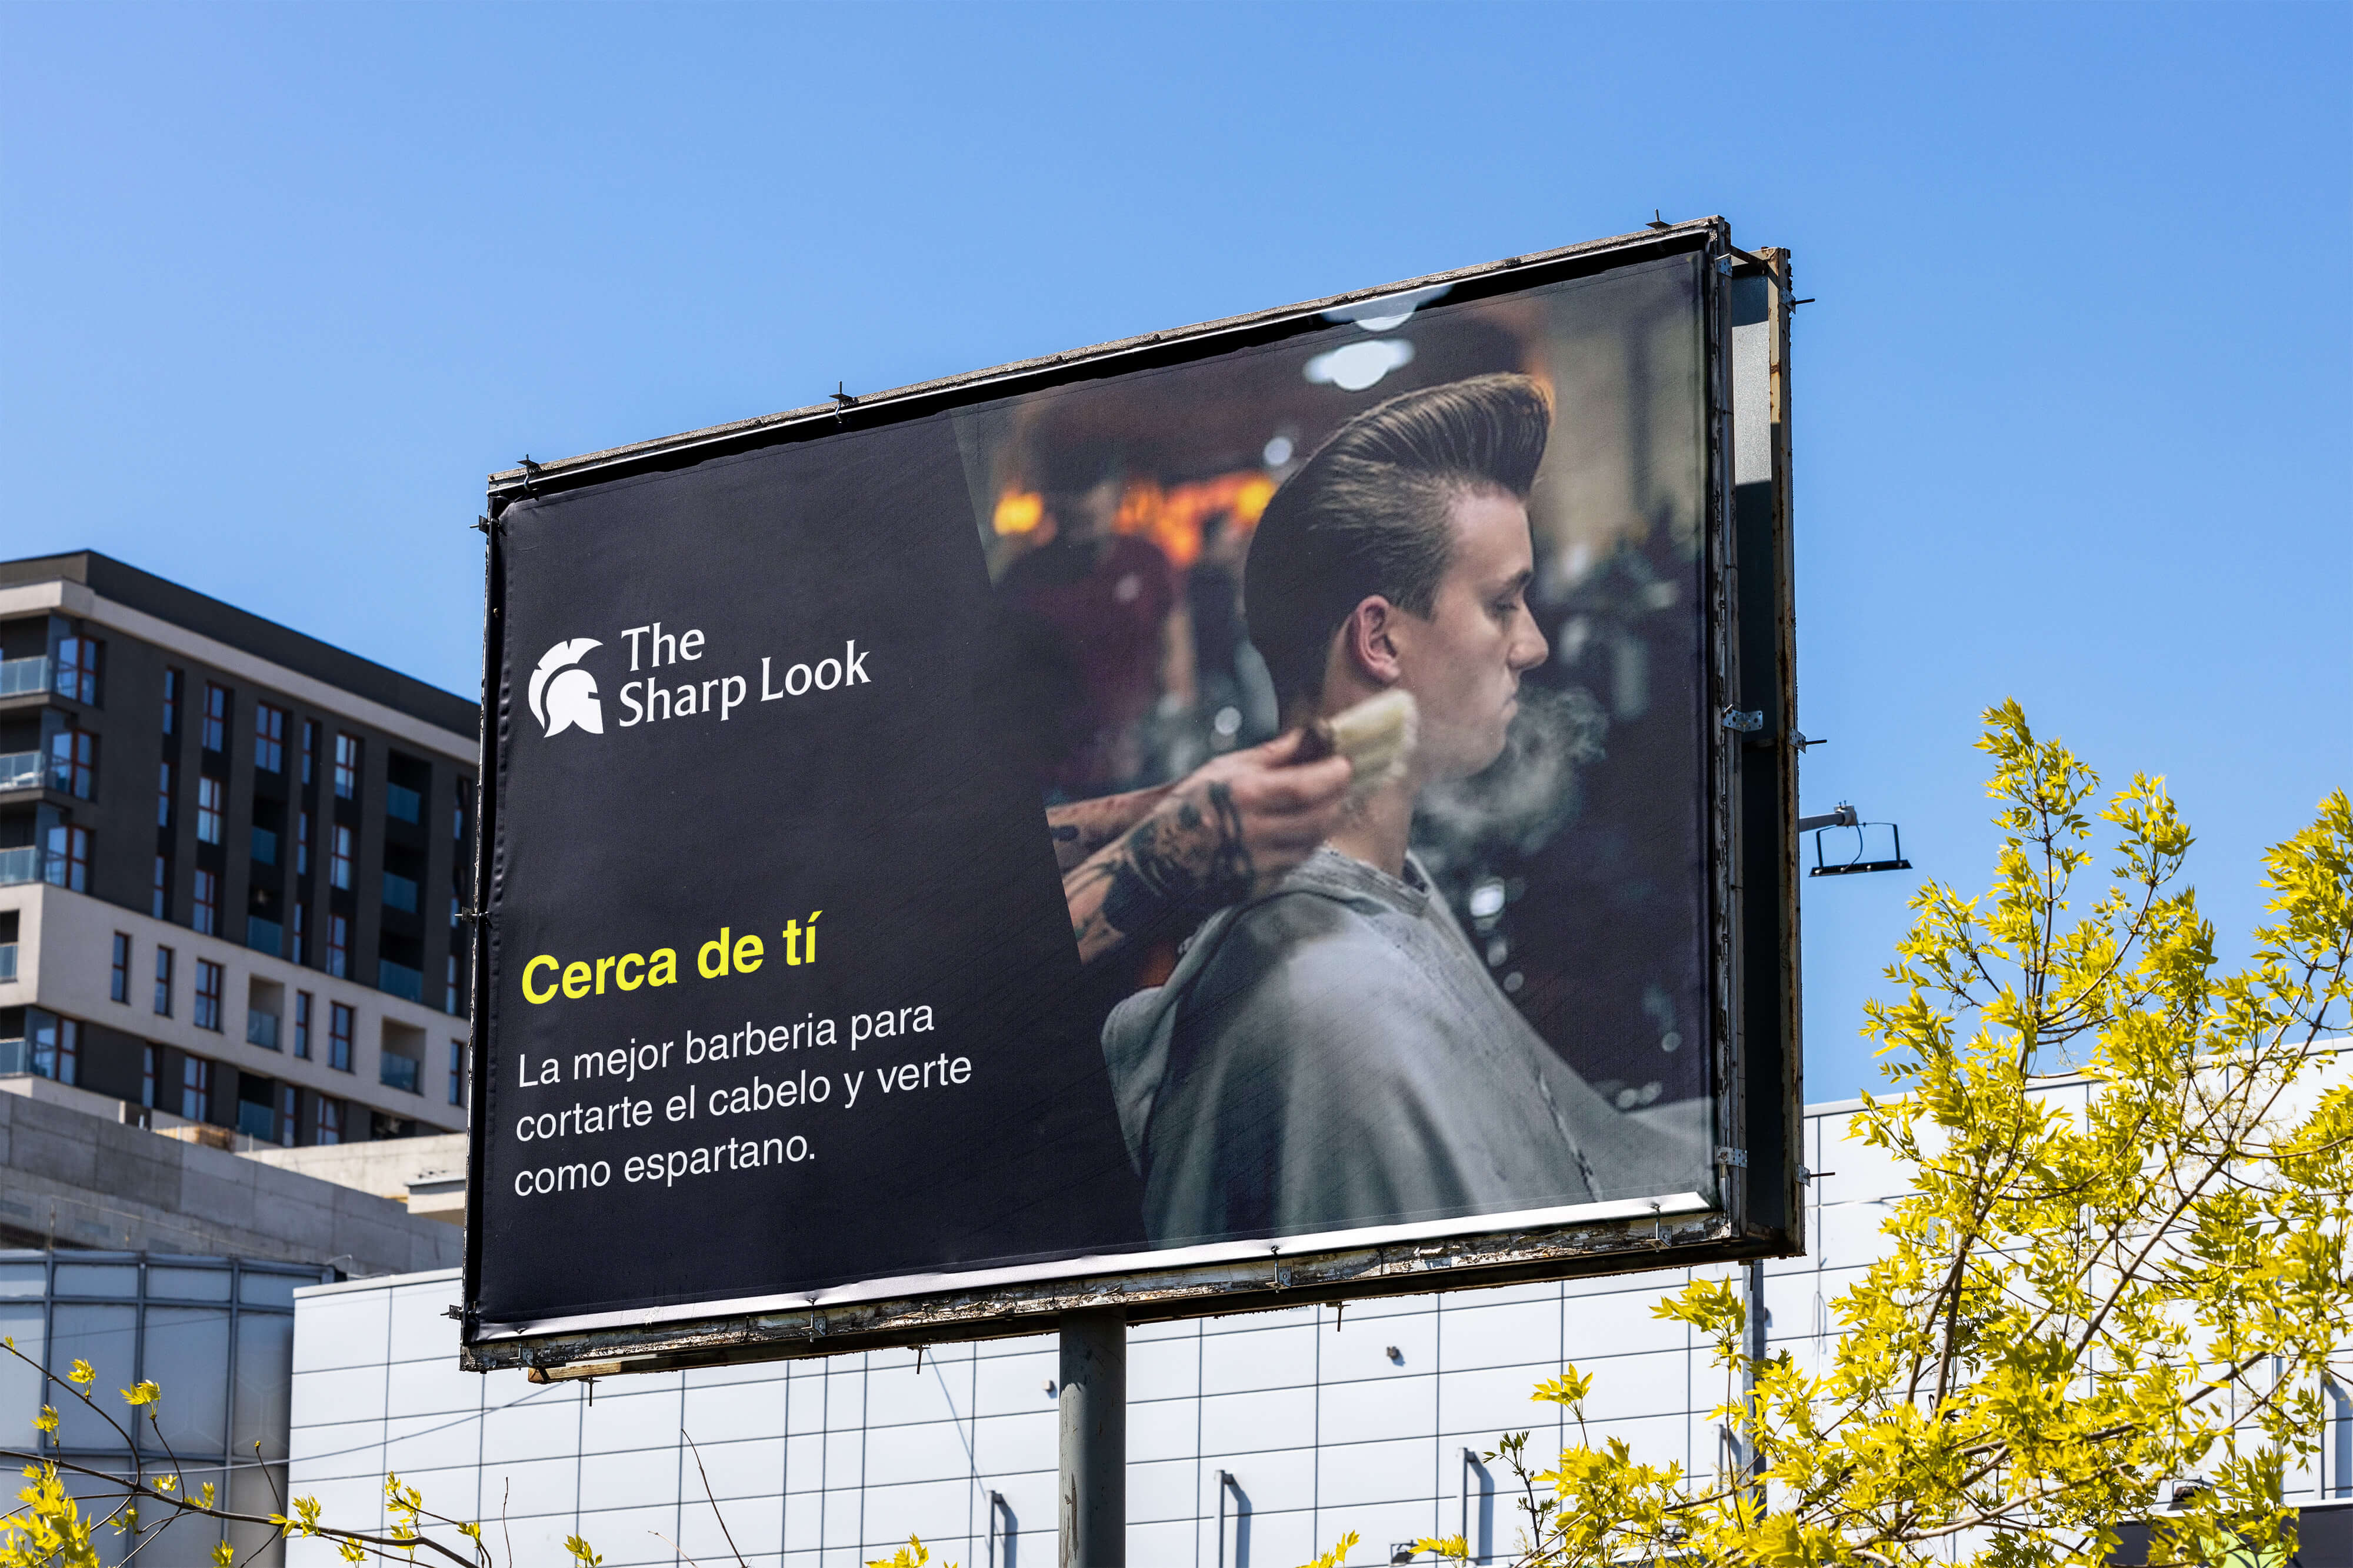 The
Sharp Look
Cerca de tí
La mejor barberia para
cortarte el cabelo y verte
como espartano.